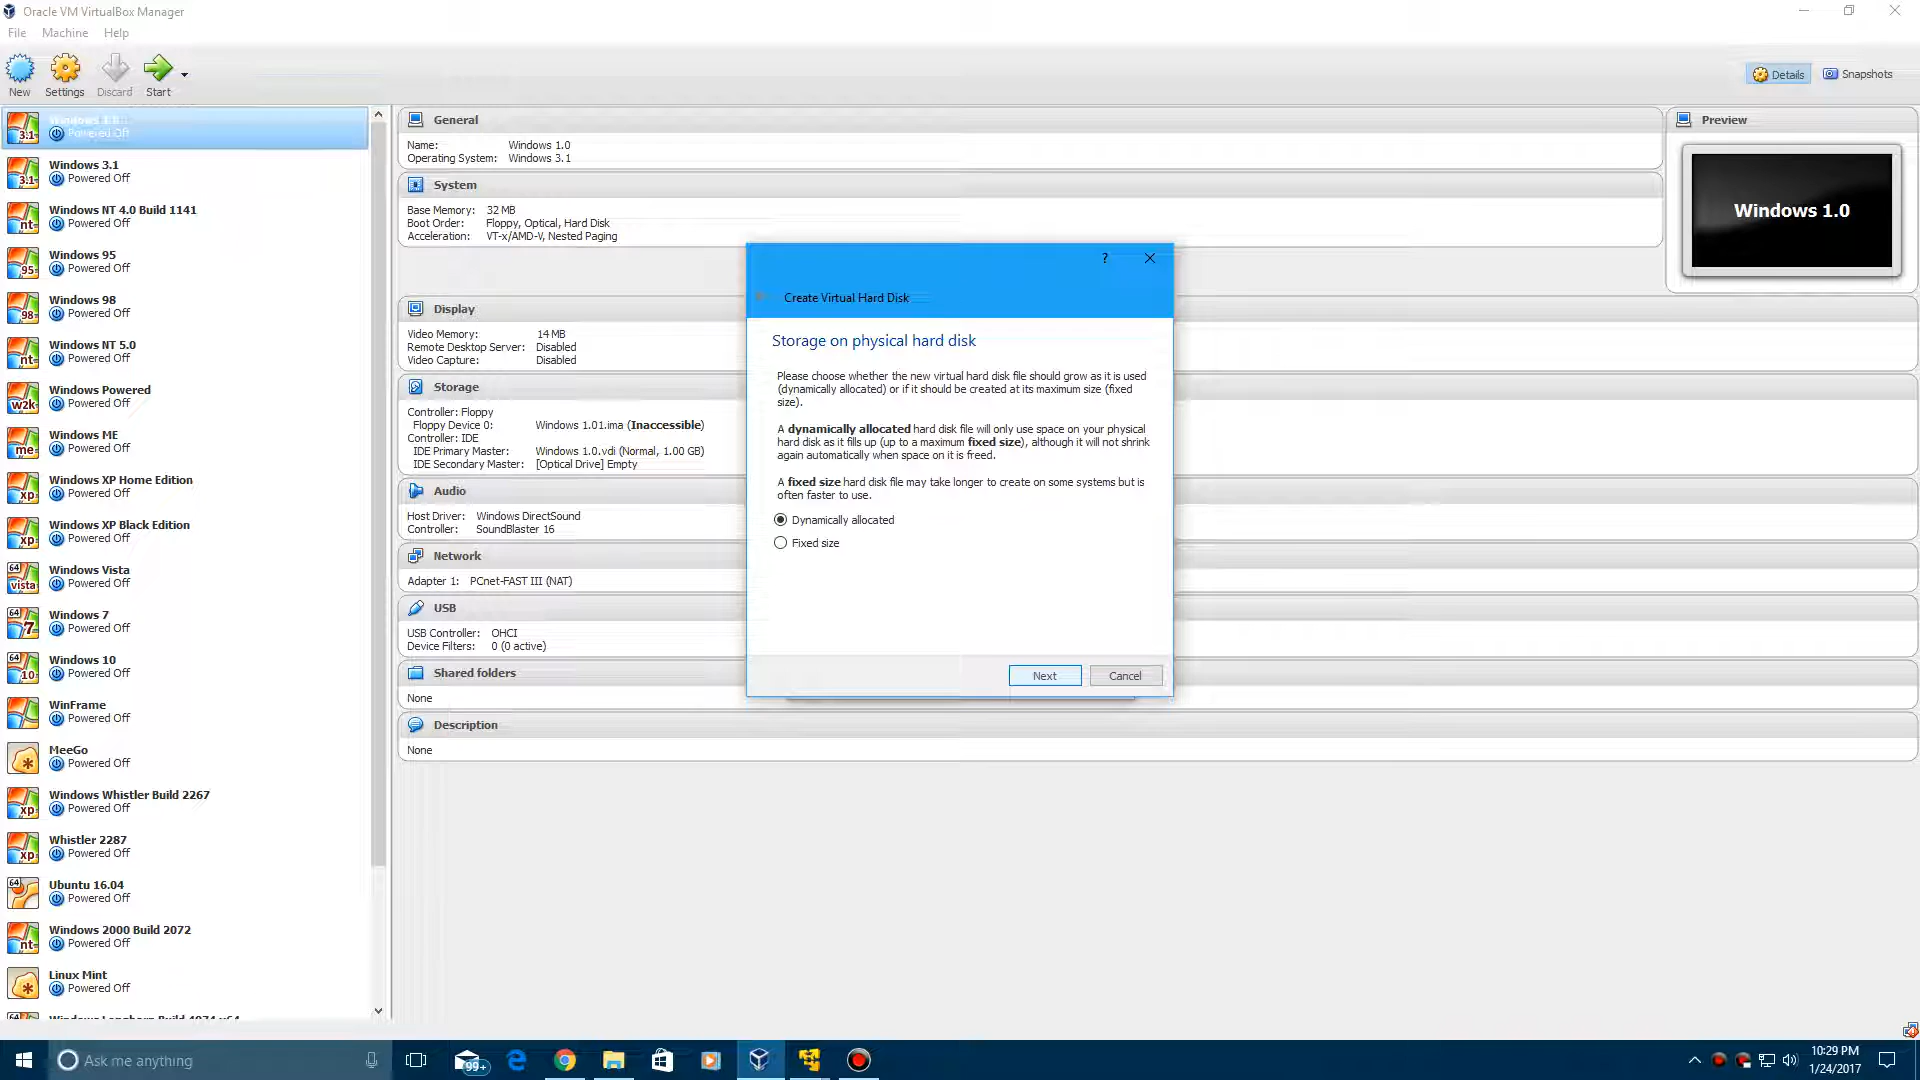 Oracle VM VirtualBox Manager
File Machine Help
New Settings Discard Start
Details Snapshots
Powered Off
Windows 3.1
Powered Off
Windows NT 4.0 Build 1141
Powered Off
Windows 95
Powered Off
Windows 98
Powered Off
Windows NT 5.0
Powered Off
Windows Powered
Powered Off
Windows ME
Powered Off
Windows XP Home Edition
Powered Off
Windows XP Black Edition
Powered Off
Windows Vista
Powered Off
Windows 7
Powered Off
Windows 10
Powered Off
WinFrame
Powered Off
MeeGo
Powered Off
Windows Whistler Build 2267
Powered Off
Whistler 2287
Powered Off
Ubuntu 16.04
Powered Off
Windows 2000 Build 2072
Powered Off
Linux Mint
Powered Off
General
Name: Windows 1.0
Operating System: Windows 3.1
System
Base Memory: 32 MB
Boot Order: Floppy, Optical, Hard Disk
Acceleration: VT-x/AMD-V, Nested Paging
Display
Video Memory: 14 MB
Remote Desktop Server: Disabled
Video Capture: Disabled
Storage
Controller: Floppy
Floppy Device 0: Windows 1.01.ima (Inaccessible)
Controller: IDE
IDE Primary Master: Windows 1.0.vdi (Normal, 1.00 GB)
IDE Secondary Master: [Optical Drive] Empty
Audio
Host Driver: Windows DirectSound
Controller: SoundBlaster 16
Network
Adapter 1: PCnet-FAST III (NAT)
USB
USB Controller: OHCI
Device Filters: 0 (0 active)
Shared folders
None
Description
None
Preview
Windows 1.0
?
Create Virtual Hard Disk
Storage on physical hard disk
Please choose whether the new virtual hard disk file should grow as it is used
(dynamically allocated) or if it should be created at its maximum size (fixed
size).
A dynamically allocated hard disk file will only use space on your physical
hard disk as it fills up (up to a maximum fixed size), although it will not shrink
again automatically when space on it is freed.
A fixed size hard disk file may take longer to create on some systems but is
often faster to use.
Dynamically allocated
Fixed size
Next Cancel
Ask me anything
99+
10:29 PM
1/24/2017